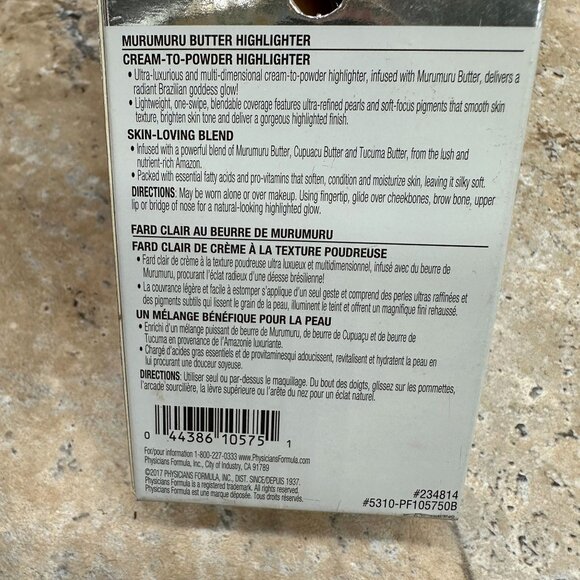 MURUMURU BUTTER HIGHLIGHTER
CREAM-TO-POWDER HIGHLIGHTER
• Ultra-luxurious and multi-dimensional cream-to-powder highlighter, infused with Murumuru Butter, delivers a
radiant Brazilian goddess glow!
• Lightweight, one-swipe, blendable coverage features ultra-refined pearls and soft-focus pigments that smooth skin
texture, brighten skin tone and deliver a gorgeous highlighted finish.
SKIN-LOVING BLEND
• Infused with a powerful blend of Murumuru Butter, Cupuacu Butter and Tucuma Butter, from the lush and
nutrient-rich Amazon.
• Packed with essential fatty acids and pro-vitamins that soften, condition and moisturize skin, leaving it silky soft.
DIRECTIONS: May be worn alone or over makeup. Using fingertip, glide over cheekbones, brow bone, upper
lip or bridge of nose for a natural-looking highlighted glow.
FARD CLAIR AU BEURRE DE MURUMURU
FARD CLAIR DE CRÈME À LA TEXTURE POUDREUSE
• Fard clair de crème à la texture poudreuse ultra luxueux et multidimensionnel, infusé avec du beurre de
Murumuru, procurant l'éclat radieux d'une déesse brésilienne!
• La couvrance légère et facile à estomper s'applique d'un seul geste et comprend des perles ultra raffinées et
des pigments subtils qui lissent le grain de la peau, illuminent le teint et offrent un magnifique fini rehaussé.
UN MÉLANGE BÉNÉFIQUE POUR LA PEAU
• Enrichi d'un mélange puissant de beurre de Murumuru, de beurre de Cupuaçu et de beurre de
Tucuma en provenance de l'Amazonie luxuriante.
• Chargé d'acides gras essentiels et de provitamines qui adoucissent, revitalisent et hydratent la peau en
lui procurant une douceur soyeuse.
DIRECTIONS: Utiliser seul ou par-dessus le maquillage. Du bout des doigts, glissez sur les pommettes,
l'arcade sourcilière, la lèvre supérieure ou l'arête du nez pour un éclat naturel.
0 44386 10575 1
For/pour information 1-800-227-0333 www.PhysiciansFormula.com
Physicians Formula, Inc., City of Industry, CA 91789
©2017 PHYSICIANS FORMULA, INC., DIST. SINCE/DEPUIS 1937.
Physicians Formula is a registered trademark. All rights reserved.
Physicians Formula est une marque déposée. Tous droits réservés.
#234814
#5310-PF105750B